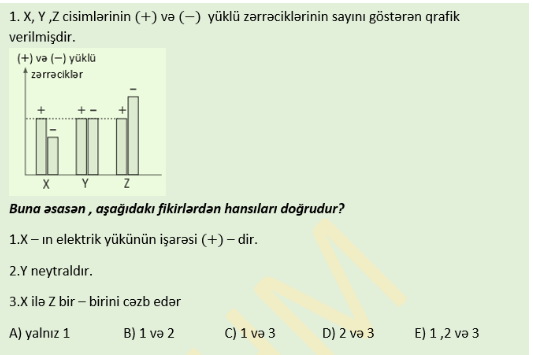 1. X, Y ,Z cisimlərinin (+) və (−) yüklü zərrəciklərinin sayını göstərən qrafik
verilmişdir.
(+) və (−) yüklü
zərrəciklər
+ − + − + −
X Y Z
Buna əsasən , aşağıdakı fikirlərdən hansıları doğrudur?
1.X – ın elektrik yükünün işarəsi (+) – dir.
2.Y neytraldır.
3.X ilə Z bir – birini cəzb edər
A) yalnız 1 B) 1 və 2 C) 1 və 3 D) 2 və 3 E) 1 ,2 və 3